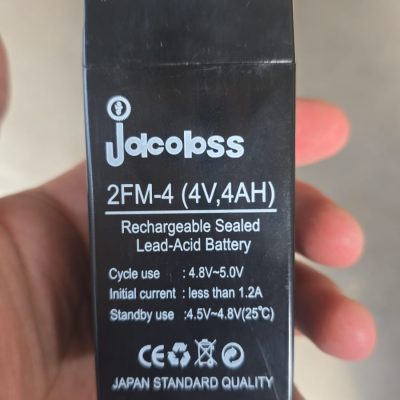 Jacobss
2FM-4 (4V,4AH)
Rechargeable Sealed
Lead-Acid Battery
Cycle use : 4.8V~5.0V
Initial current : less than 1.2A
Standby use :4.5V~4.8V(25℃)
CE
JAPAN STANDARD QUALITY